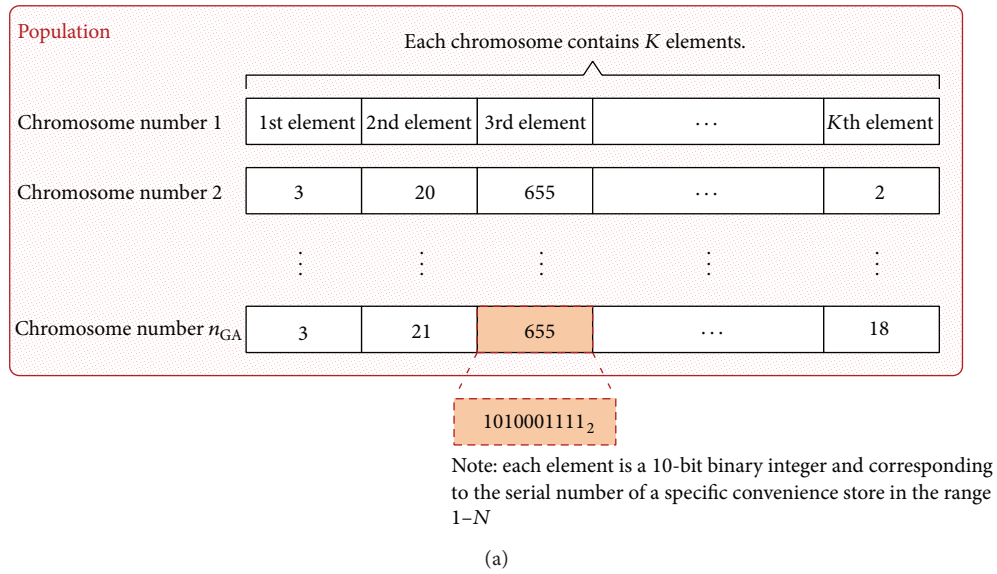 Population
Each chromosome contains K elements.
Chromosome number 1
1st element 2nd element 3rd element ... Kth element
Chromosome number 2
3 20 655 ... 2
⋮ ⋮ ⋮ ⋮ ⋮
Chromosome number n_GA
3 21 655 ... 18
1010001111₂
Note: each element is a 10-bit binary integer and corresponding
to the serial number of a specific convenience store in the range
1–N
(a)